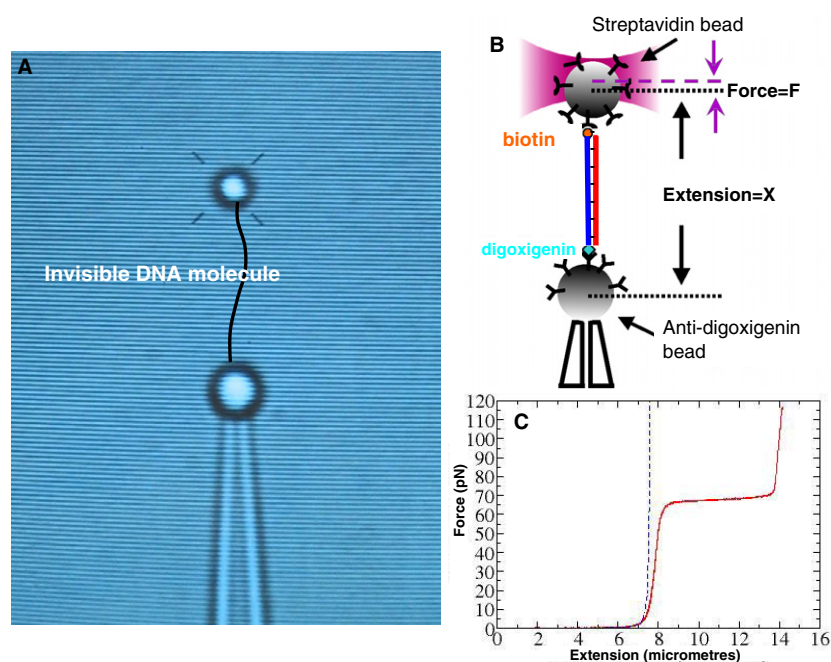 A
Invisible DNA molecule
B
Streptavidin bead
Force=F
biotin
Extension=X
digoxigenin
Anti-digoxigenin
bead
C
120
110
100
90
80
70
60
50
40
30
20
10
0
Force (pN)
0 2 4 6 8 10 12 14 16
Extension (micrometres)